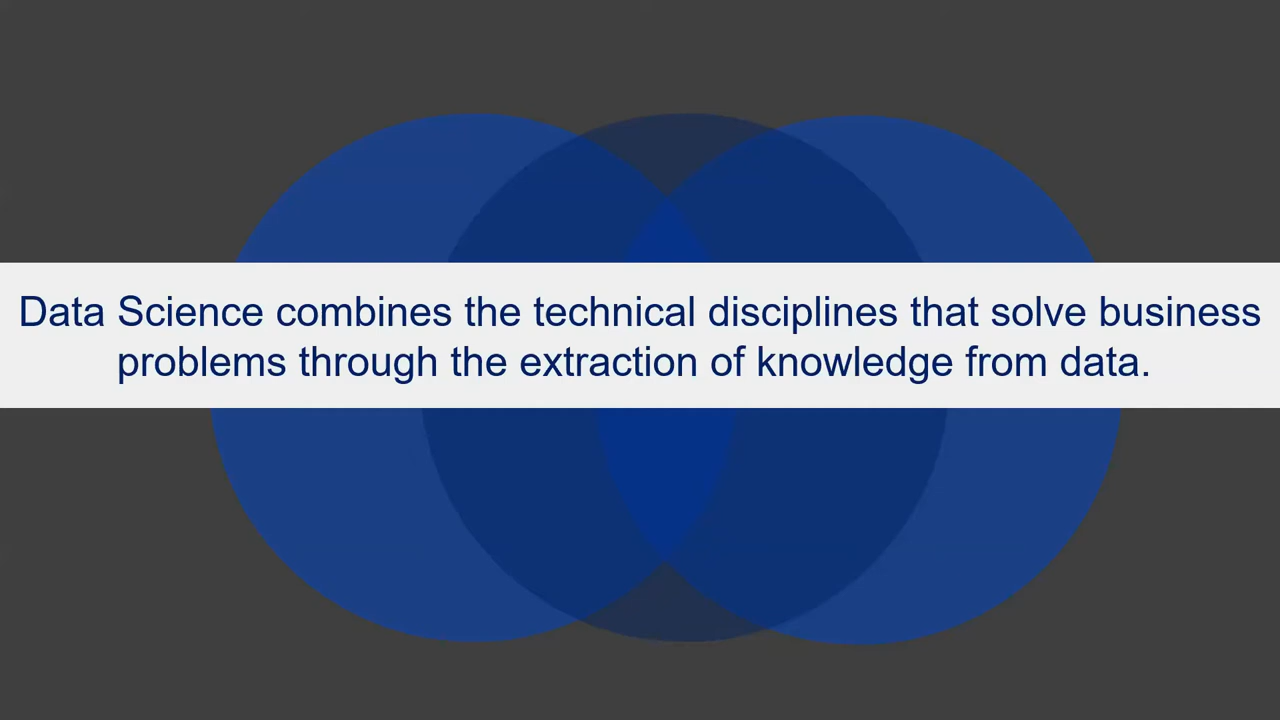 Data Science combines the technical disciplines that solve business
problems through the extraction of knowledge from data.